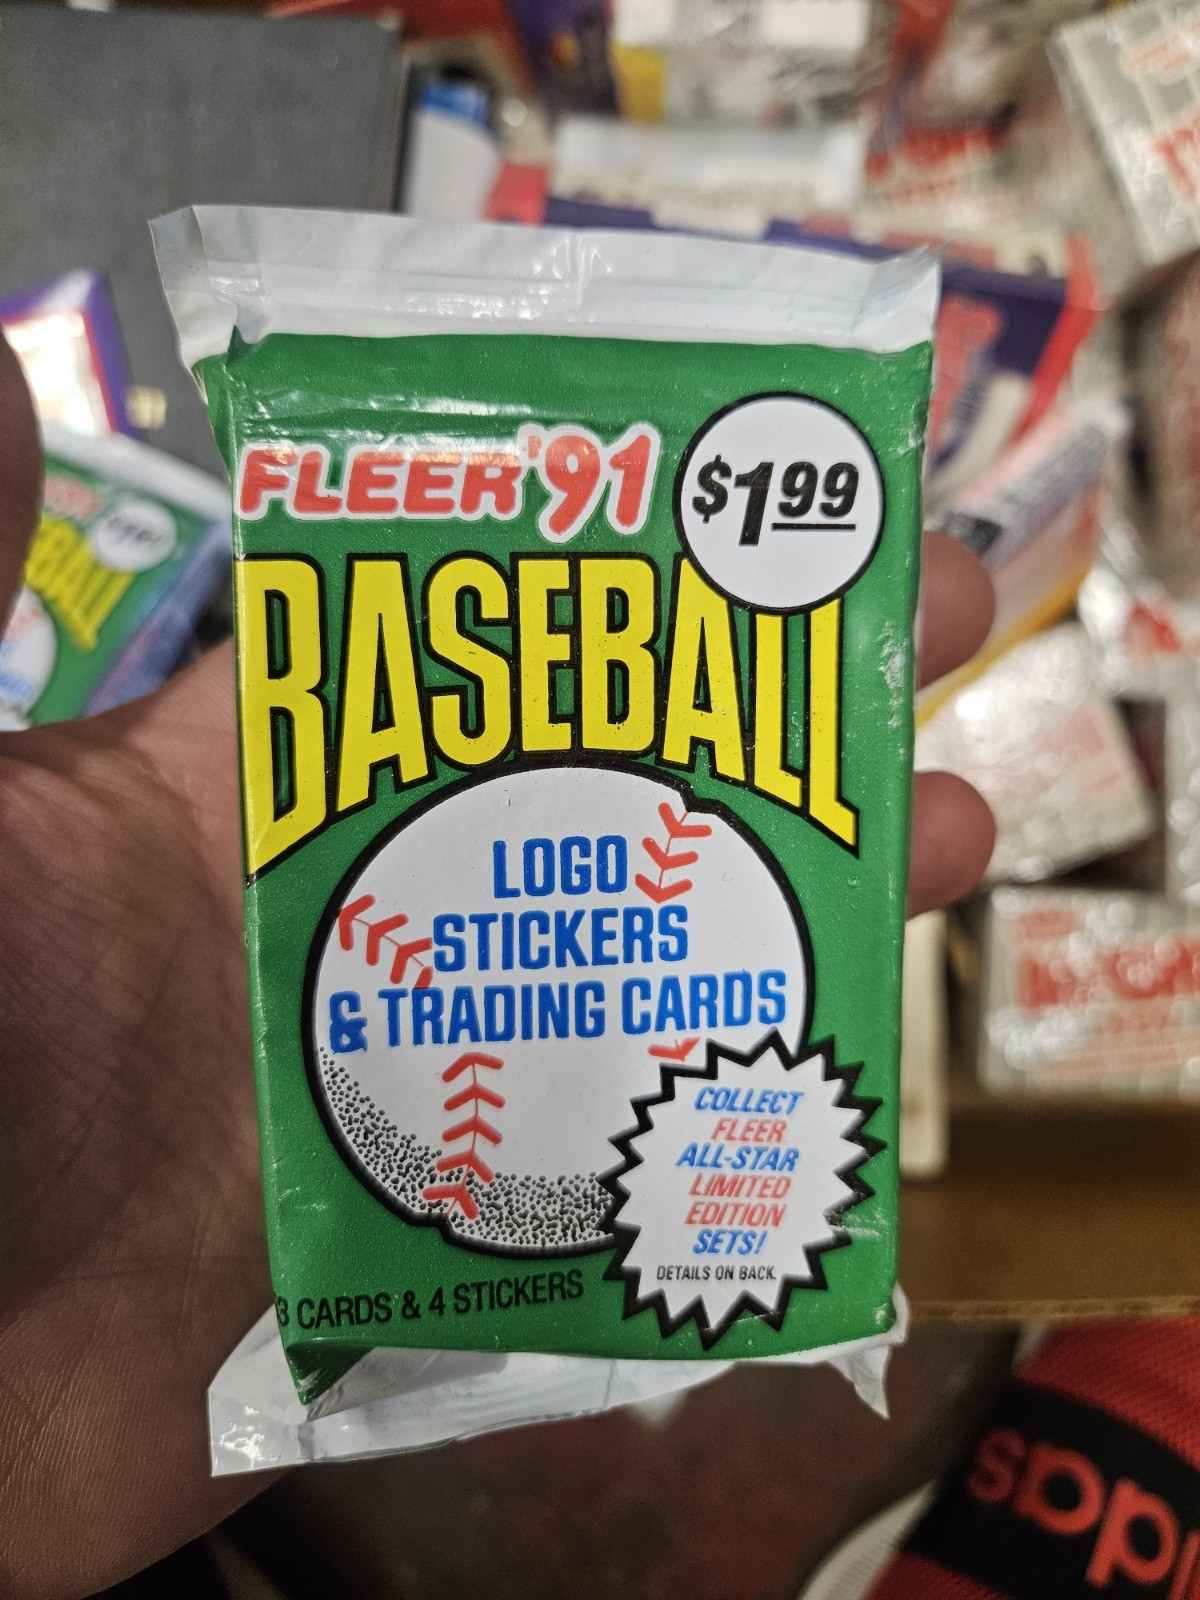 FLEER '91
$1.99
BASEBALL
LOGO
STICKERS
& TRADING CARDS
COLLECT
FLEER
ALL-STAR
LIMITED
EDITION
SETS!
DETAILS ON BACK.
3 CARDS & 4 STICKERS
adidas